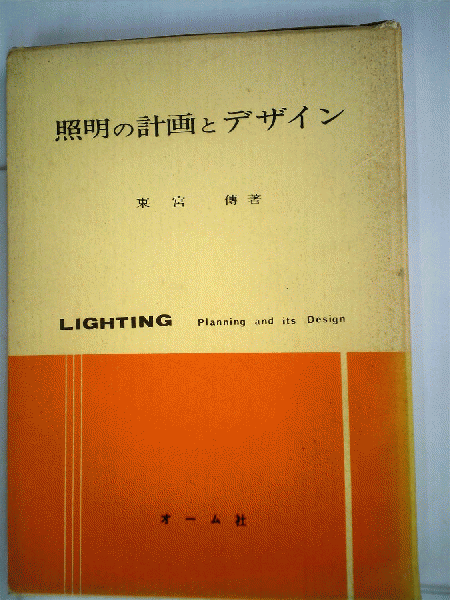 照明の計画とデザイン
東宮 傳著
LIGHTING Planning and its Design
オーム社